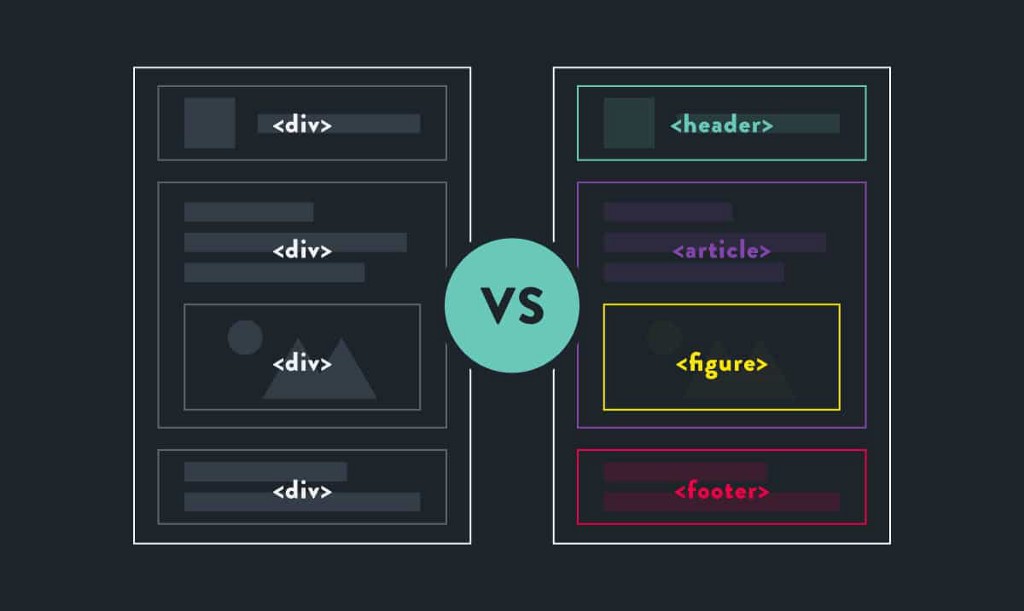 <div>
<div>
<div>
<div>
VS
<header>
<article>
<figure>
<footer>